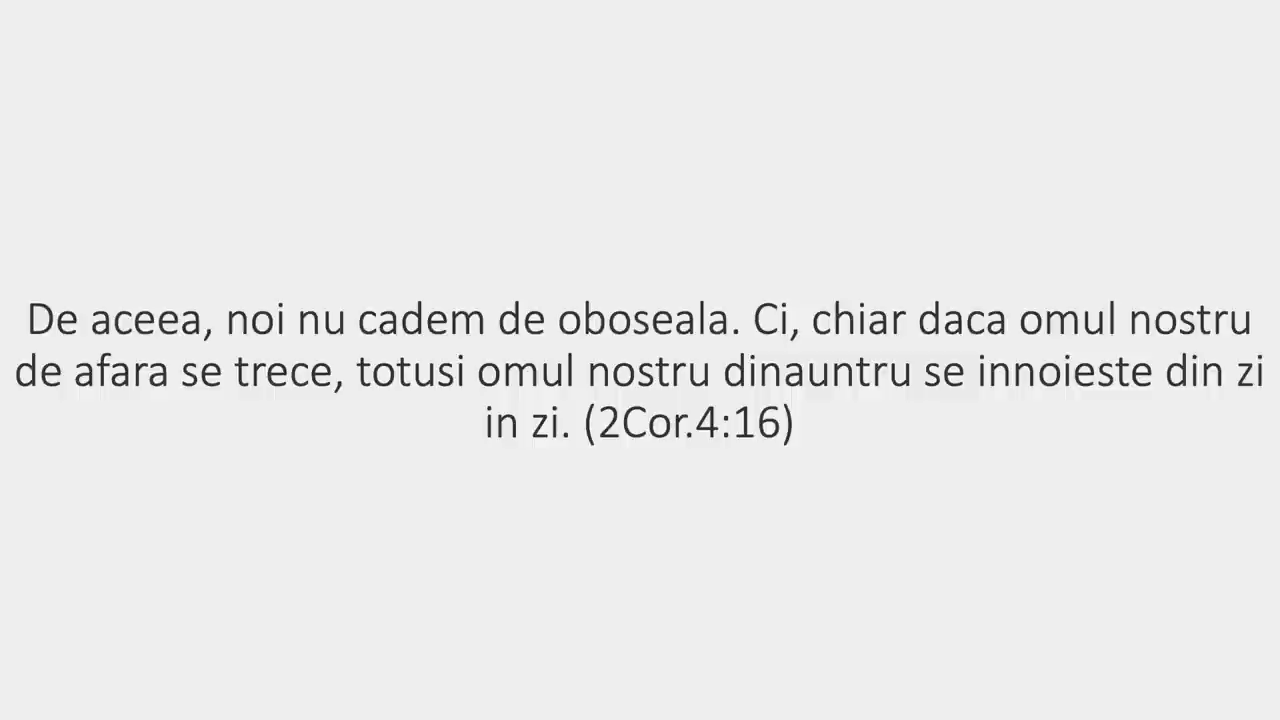 De aceea, noi nu cadem de oboseala. Ci, chiar daca omul nostru
de afara se trece, totusi omul nostru dinauntru se innoieste din zi
in zi. (2Cor.4:16)